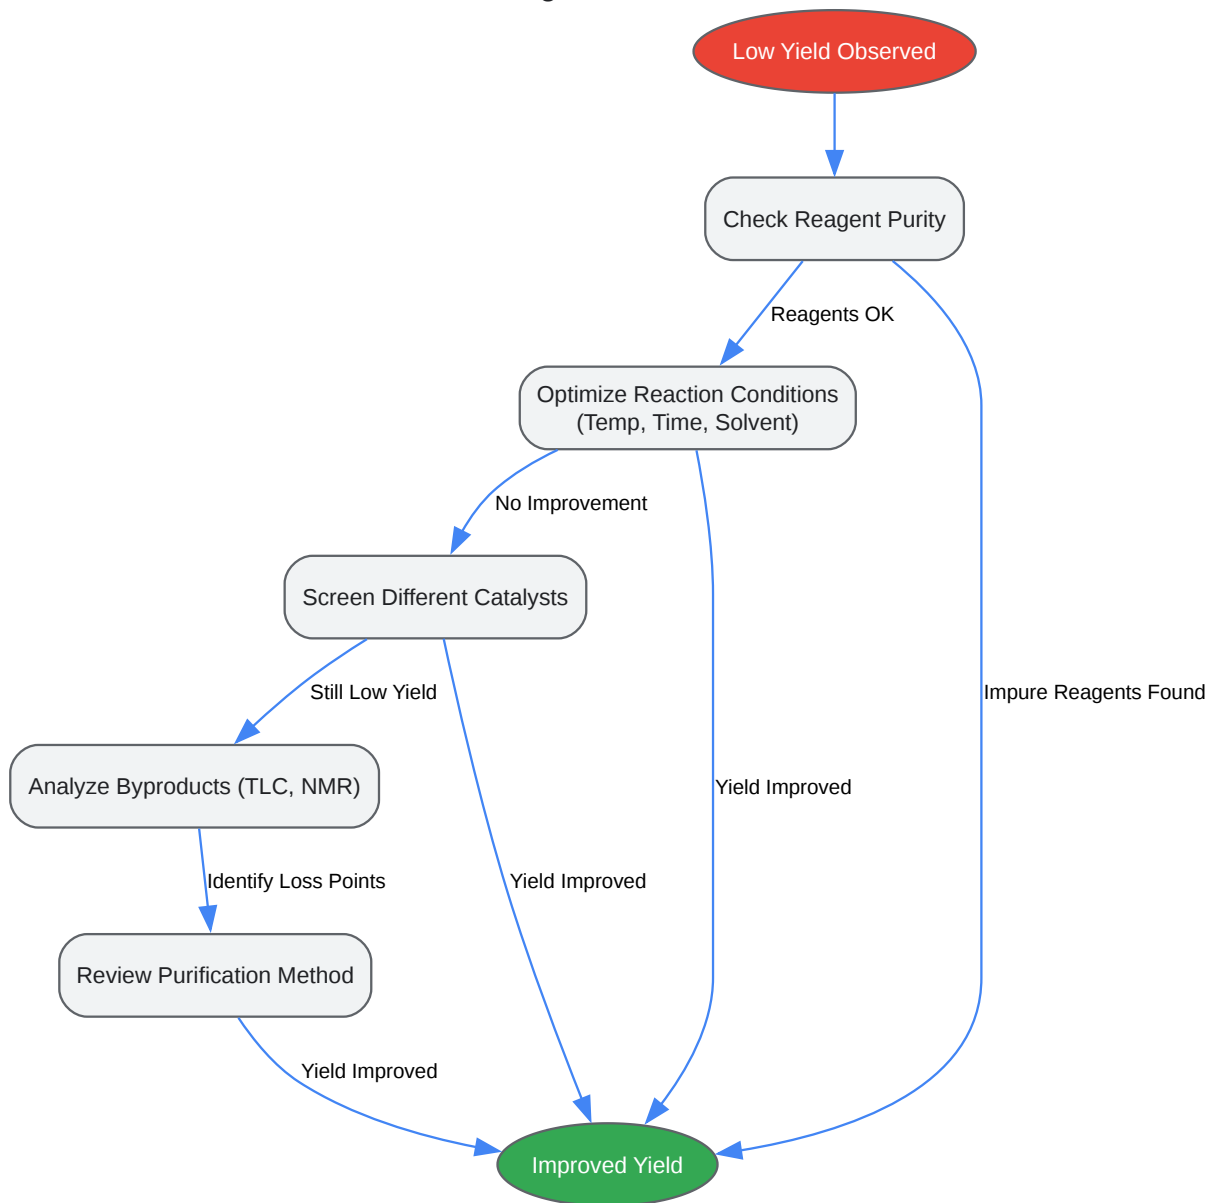 Low Yield Observed
Check Reagent Purity
Reagents OK
Optimize Reaction Conditions
(Temp, Time, Solvent)
No Improvement
Screen Different Catalysts
Still Low Yield
Impure Reagents Found
Analyze Byproducts (TLC, NMR)
Yield Improved
Identify Loss Points
Yield Improved
Review Purification Method
Yield Improved
Improved Yield